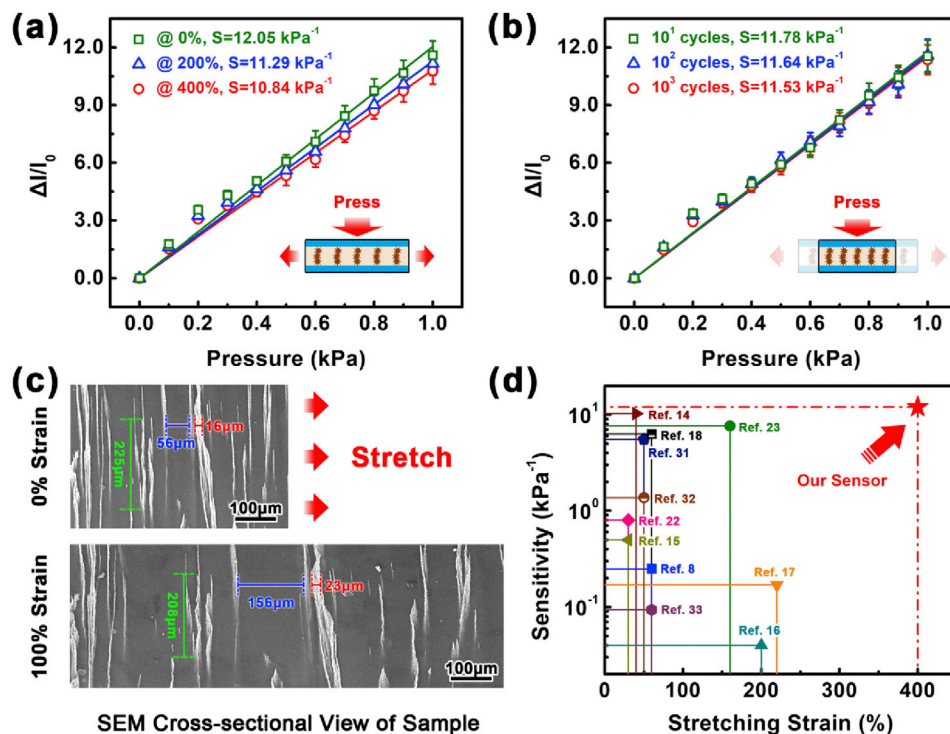 (a)
@ 0%, S=12.05 kPa⁻¹
@ 200%, S=11.29 kPa⁻¹
@ 400%, S=10.84 kPa⁻¹
12.0
9.0
6.0
3.0
0.0
ΔI/I₀
Press
0.0 0.2 0.4 0.6 0.8 1.0
Pressure (kPa)
(b)
10¹ cycles, S=11.78 kPa⁻¹
10² cycles, S=11.64 kPa⁻¹
10³ cycles, S=11.53 kPa⁻¹
12.0
9.0
6.0
3.0
0.0
ΔI/I₀
Press
0.0 0.2 0.4 0.6 0.8 1.0
Pressure (kPa)
(c)
0% Strain
225μm
56μm
16μm
100μm
Stretch
100% Strain
208μm
156μm
23μm
100μm
SEM Cross-sectional View of Sample
(d)
Sensitivity (kPa⁻¹)
10¹
10⁰
10⁻¹
Ref. 14
Ref. 23
Ref. 18
Ref. 31
Our Sensor
Ref. 32
Ref. 22
Ref. 15
Ref. 8
Ref. 17
Ref. 33
Ref. 16
0 100 200 300 400
Stretching Strain (%)